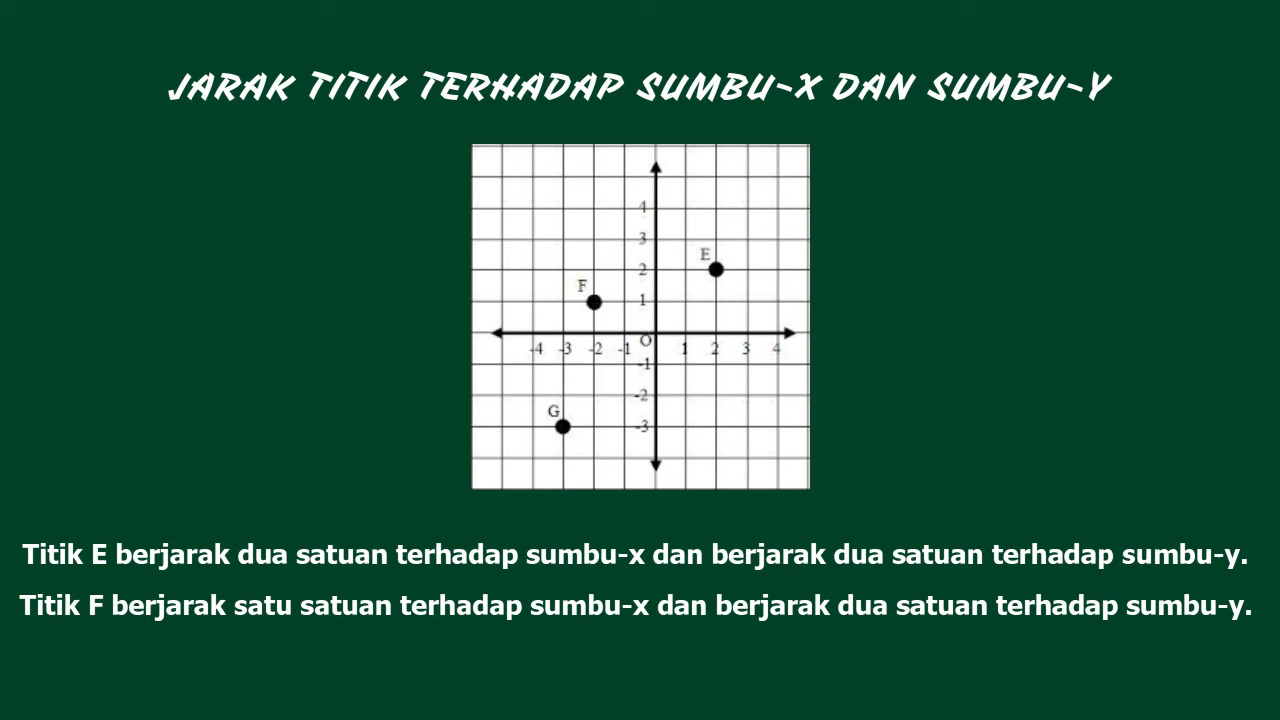 JARAK TITIK TERHADAP SUMBU-X DAN SUMBU-Y
4
3
E
2
F
1
O
-4 -3 -2 -1 1 2 3 4
-1
-2
G
-3
Titik E berjarak dua satuan terhadap sumbu-x dan berjarak dua satuan terhadap sumbu-y.
Titik F berjarak satu satuan terhadap sumbu-x dan berjarak dua satuan terhadap sumbu-y.